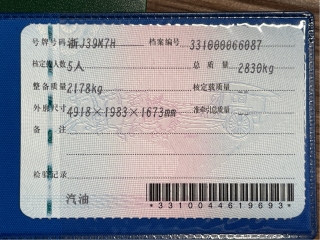 号牌号码 浙J39M7H 档案编号 331000066087
核定载人数 5人 总质量 2830kg
整备质量 2178kg 核定载质量 --
外廓尺寸 4918×1983×1673mm 准牵引总质量 --
备注
检验记录
汽油
*3310044619693*